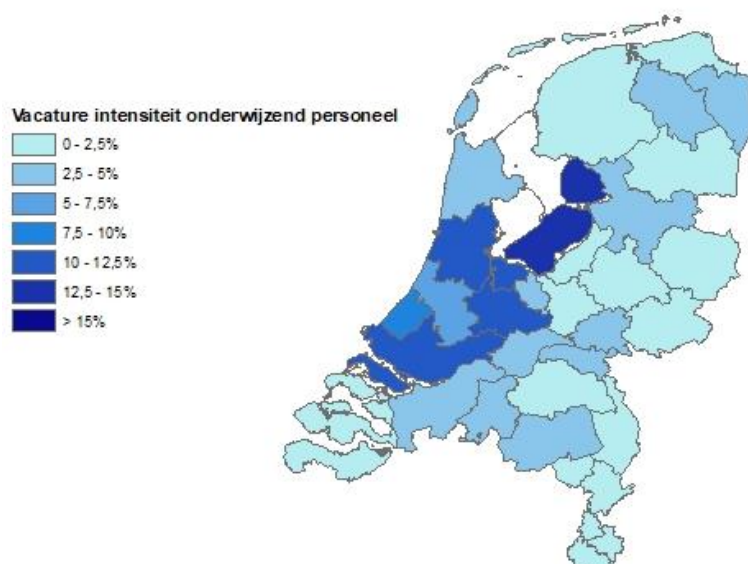 Vacature intensiteit onderwijzend personeel
0 - 2,5%
2,5 - 5%
5 - 7,5%
7,5 - 10%
10 - 12,5%
12,5 - 15%
> 15%